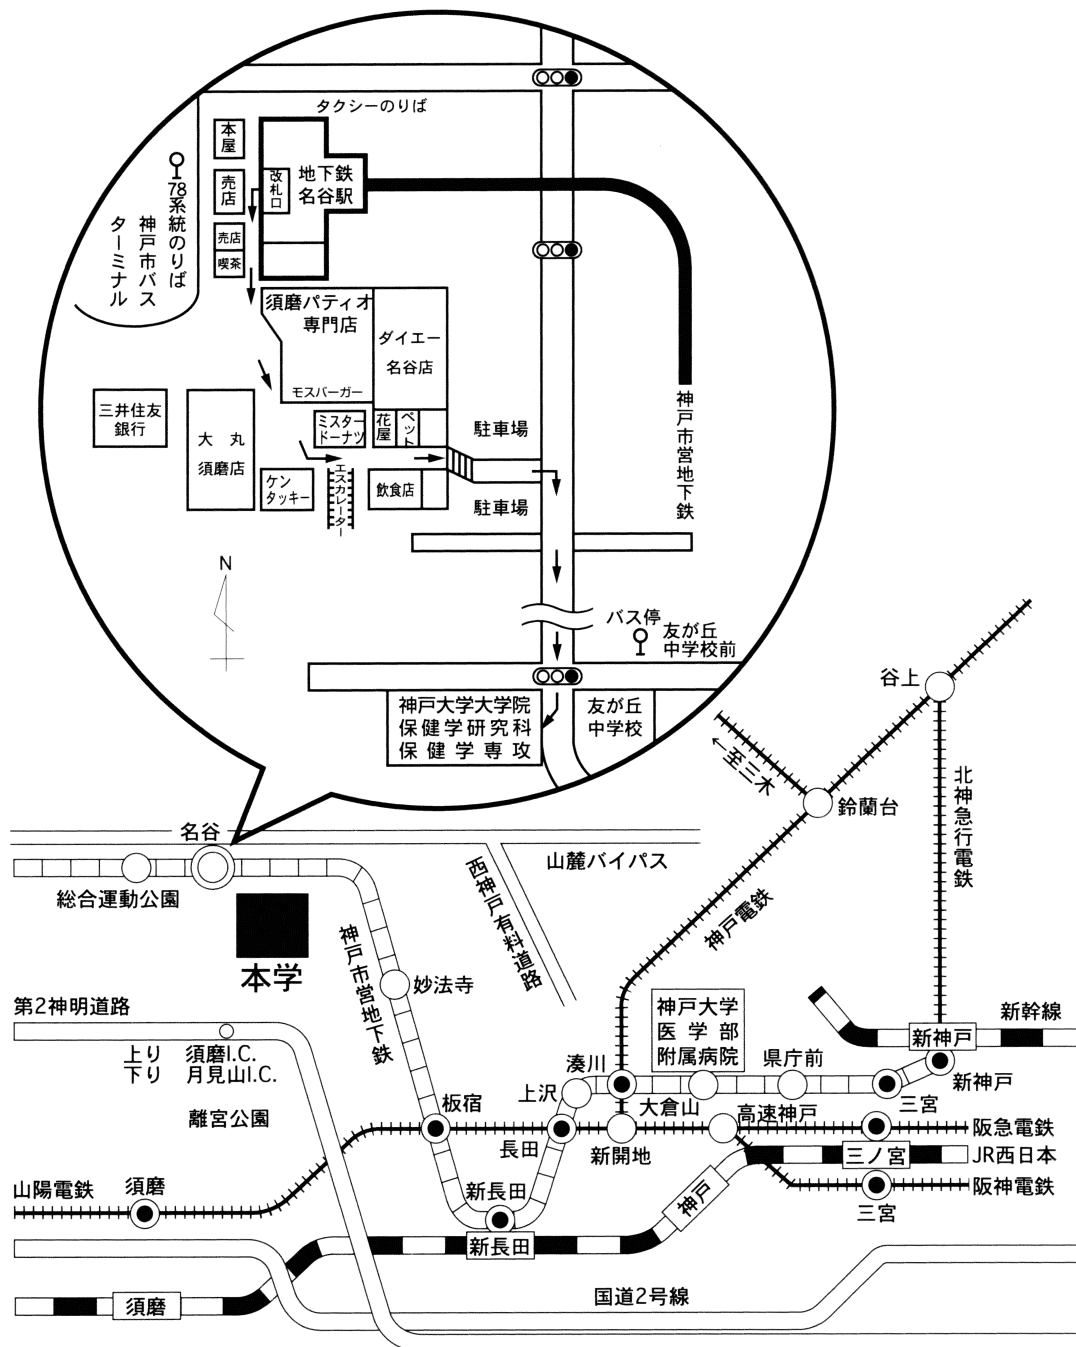 タクシーのりば
本屋
売店
改札口
地下鉄
名谷駅
78系統のりば
神戸市バス
ターミナル
売店
喫茶
須磨パティオ
専門店
ダイエー
名谷店
モスバーガー
三井住友
銀行
大丸
須磨店
ミスター
ドーナツ
花屋
ペット
駐車場
ケン
タッキー
エスカレーター
飲食店
駐車場
神戸市営地下鉄
N
バス停
友が丘
中学校前
神戸大学大学院
保健学研究科
保健学専攻
友が丘
中学校
谷上
←至三木
鈴蘭台
北神急行電鉄
神戸電鉄
名谷
山麓バイパス
西神戸有料道路
総合運動公園
本学
神戸市営地下鉄
妙法寺
第2神明道路
上り 須磨I.C.
下り 月見山I.C.
離宮公園
神戸大学
医学部
附属病院
新幹線
新神戸
新神戸
県庁前
湊川
上沢
大倉山
三宮
板宿
長田
新開地
高速神戸
阪急電鉄
三ノ宮
JR西日本
阪神電鉄
三宮
山陽電鉄
須磨
新長田
新長田
神戸
須磨
国道2号線